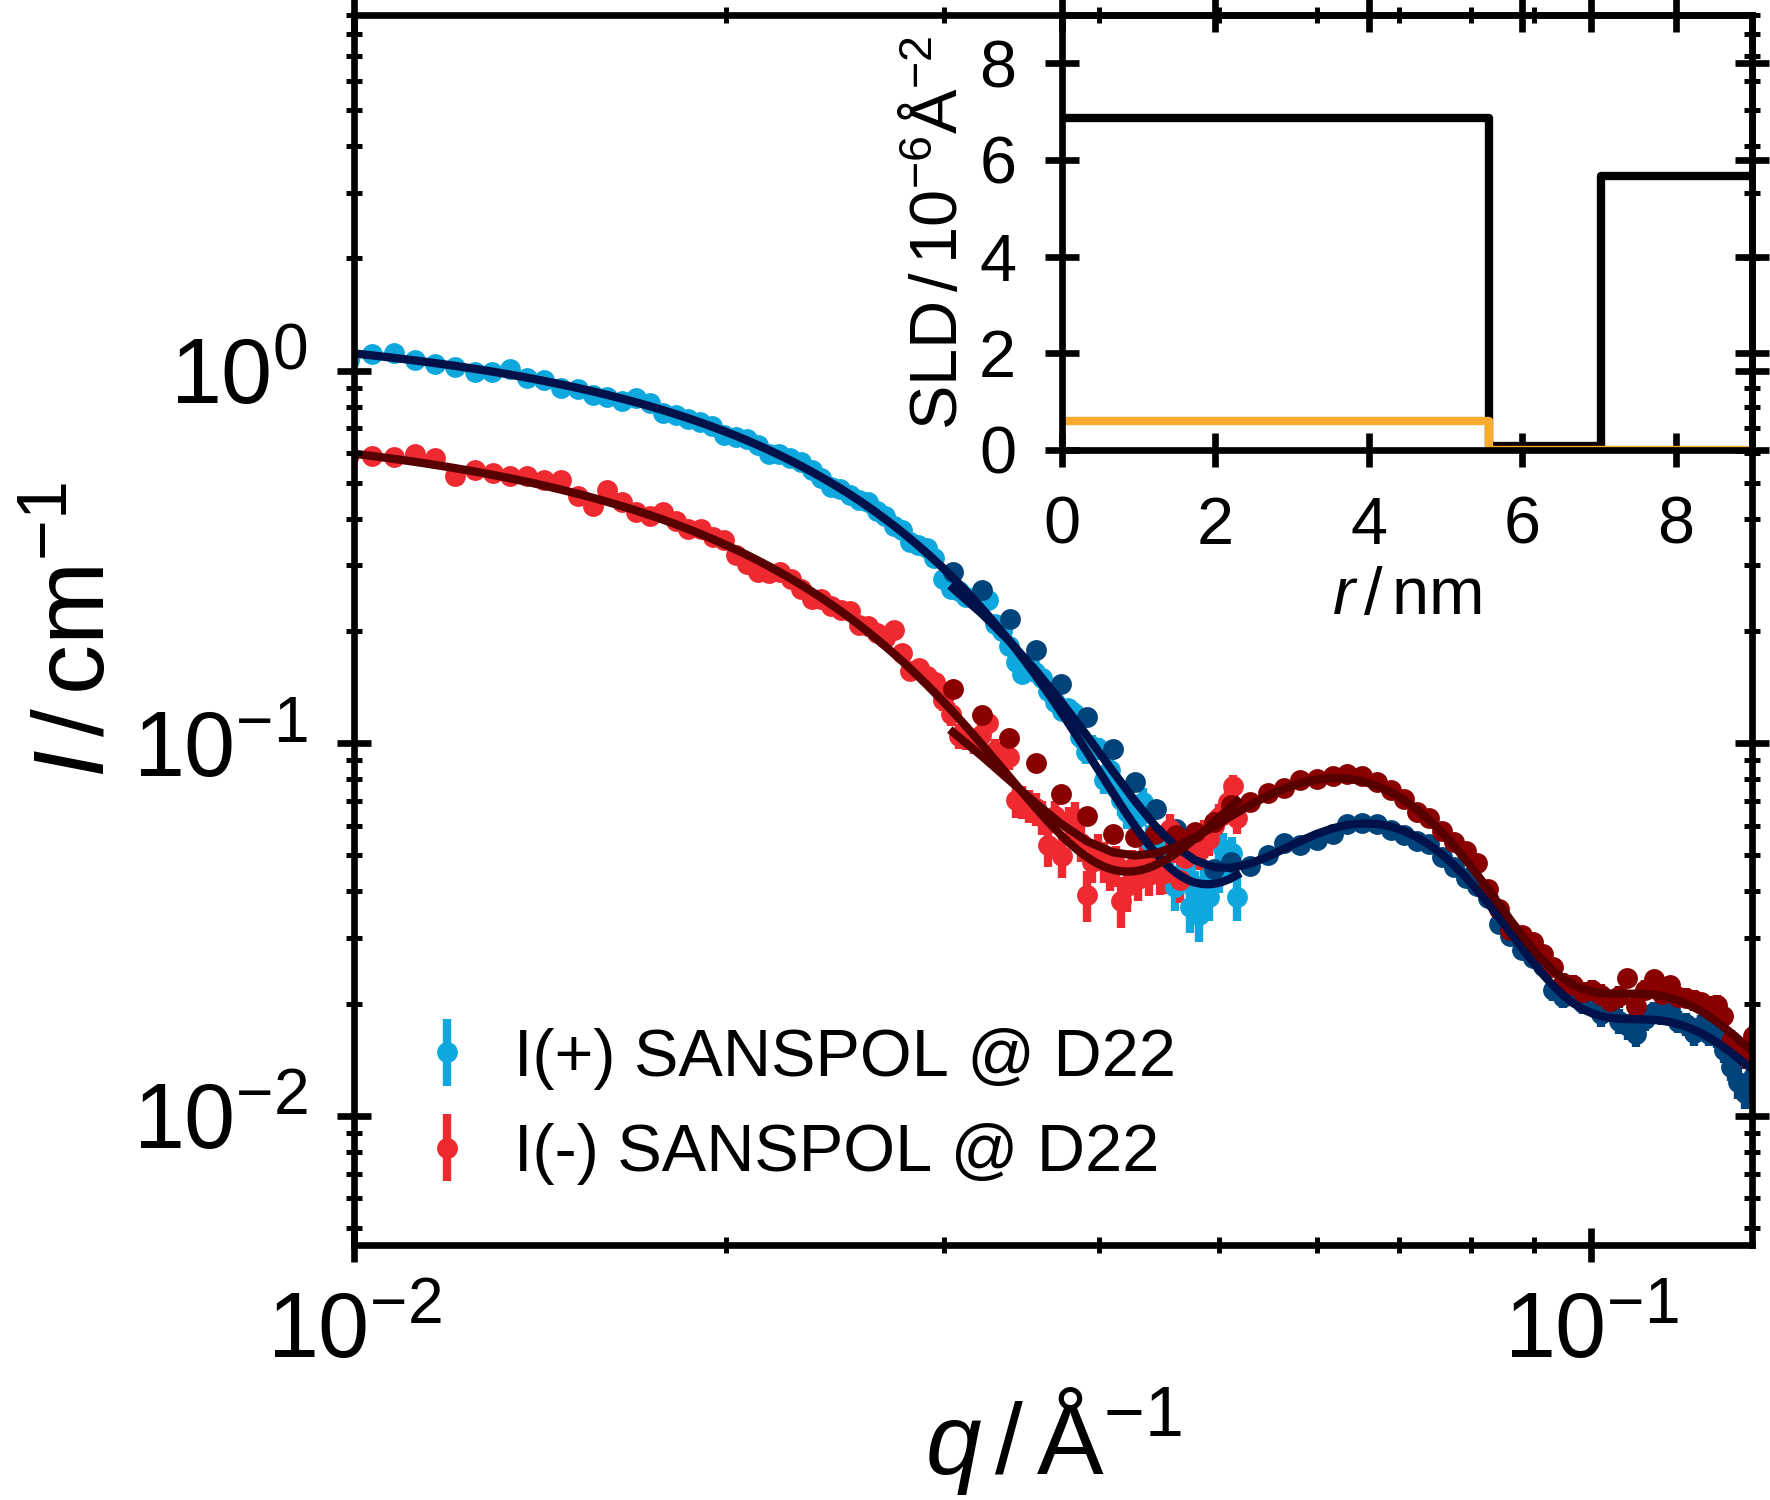 SLD / 10⁻⁶Å⁻²
8
6
4
2
0
0 2 4 6 8
r / nm
I / cm⁻¹
10⁰
10⁻¹
10⁻²
I(+) SANSPOL @ D22
I(-) SANSPOL @ D22
10⁻² 10⁻¹
q / Å⁻¹